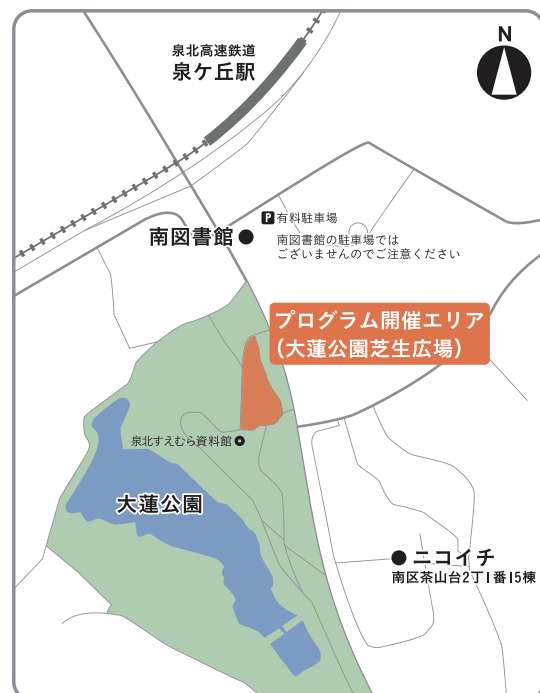 泉北高速鉄道
泉ケ丘駅
N
P 有料駐車場
南図書館
南図書館の駐車場では
ございませんのでご注意ください
プログラム開催エリア
(大蓮公園芝生広場)
泉北すえむら資料館
大蓮公園
ニコイチ
南区茶山台2丁1番15棟